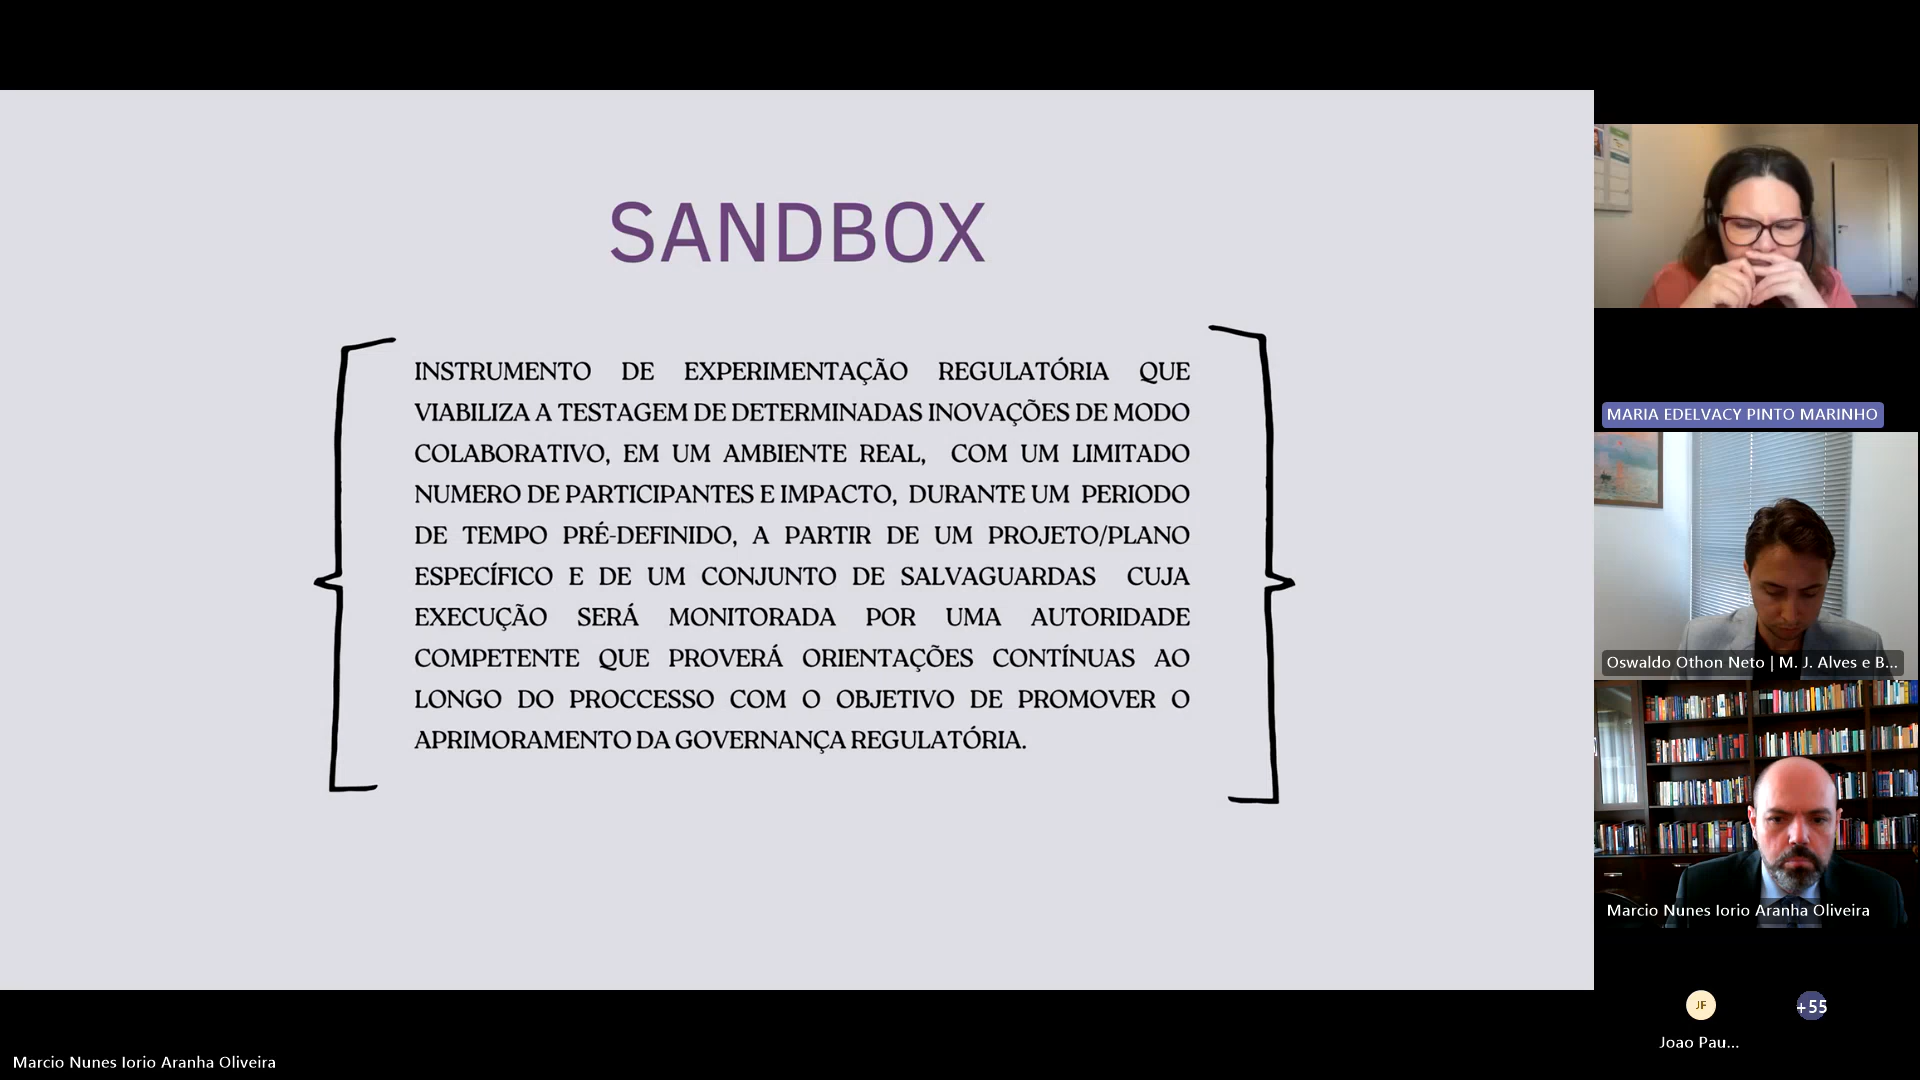 SANDBOX
INSTRUMENTO DE EXPERIMENTAÇÃO REGULATÓRIA QUE
VIABILIZA A TESTAGEM DE DETERMINADAS INOVAÇÕES DE MODO
COLABORATIVO, EM UM AMBIENTE REAL, COM UM LIMITADO
NUMERO DE PARTICIPANTES E IMPACTO, DURANTE UM PERIODO
DE TEMPO PRÉ-DEFINIDO, A PARTIR DE UM PROJETO/PLANO
ESPECÍFICO E DE UM CONJUNTO DE SALVAGUARDAS CUJA
EXECUÇÃO SERÁ MONITORADA POR UMA AUTORIDADE
COMPETENTE QUE PROVERÁ ORIENTAÇÕES CONTÍNUAS AO
LONGO DO PROCCESSO COM O OBJETIVO DE PROMOVER O
APRIMORAMENTO DA GOVERNANÇA REGULATÓRIA.
MARIA EDELVACY PINTO MARINHO
Oswaldo Othon Neto | M. J. Alves e B...
Marcio Nunes Iorio Aranha Oliveira
JF
+55
Joao Pau...
Marcio Nunes Iorio Aranha Oliveira